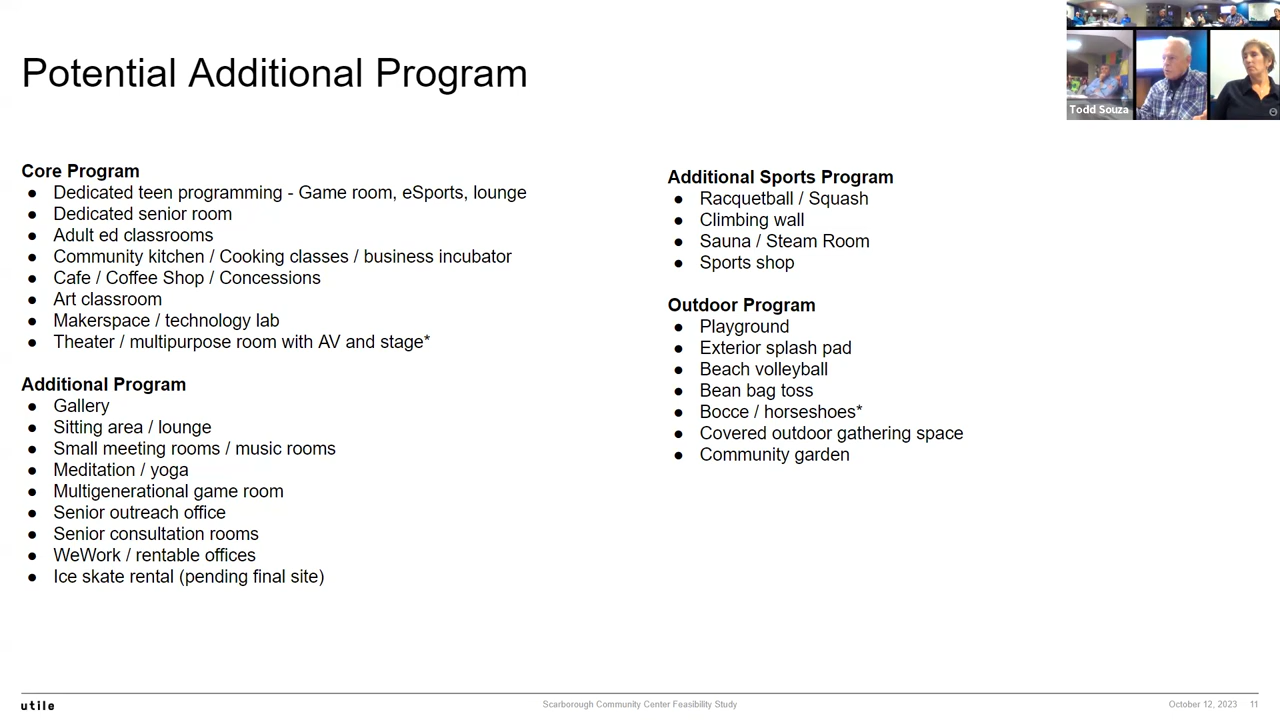 Potential Additional Program
Todd Souza
Core Program
● Dedicated teen programming - Game room, eSports, lounge
● Dedicated senior room
● Adult ed classrooms
● Community kitchen / Cooking classes / business incubator
● Cafe / Coffee Shop / Concessions
● Art classroom
● Makerspace / technology lab
● Theater / multipurpose room with AV and stage*
Additional Program
● Gallery
● Sitting area / lounge
● Small meeting rooms / music rooms
● Meditation / yoga
● Multigenerational game room
● Senior outreach office
● Senior consultation rooms
● WeWork / rentable offices
● Ice skate rental (pending final site)
Additional Sports Program
● Racquetball / Squash
● Climbing wall
● Sauna / Steam Room
● Sports shop
Outdoor Program
● Playground
● Exterior splash pad
● Beach volleyball
● Bean bag toss
● Bocce / horseshoes*
● Covered outdoor gathering space
● Community garden
utile
Scarborough Community Center Feasibility Study
October 12, 2023 11